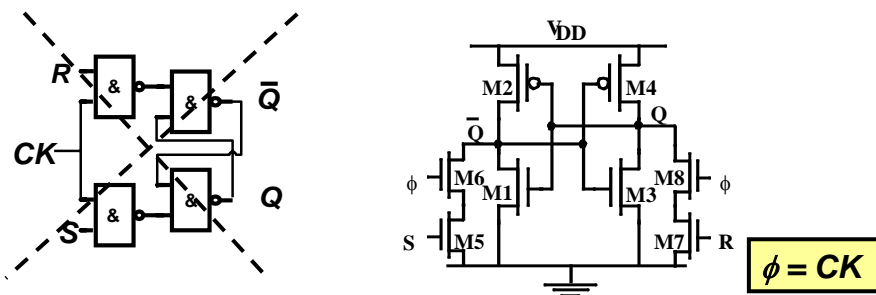 R
&
&
Q̅
CK
&
&
Q
S
VDD
M2
M4
Q̅
Q
ϕ
M6
M1
M3
M8
ϕ
S
M5
M7
R
ϕ = CK